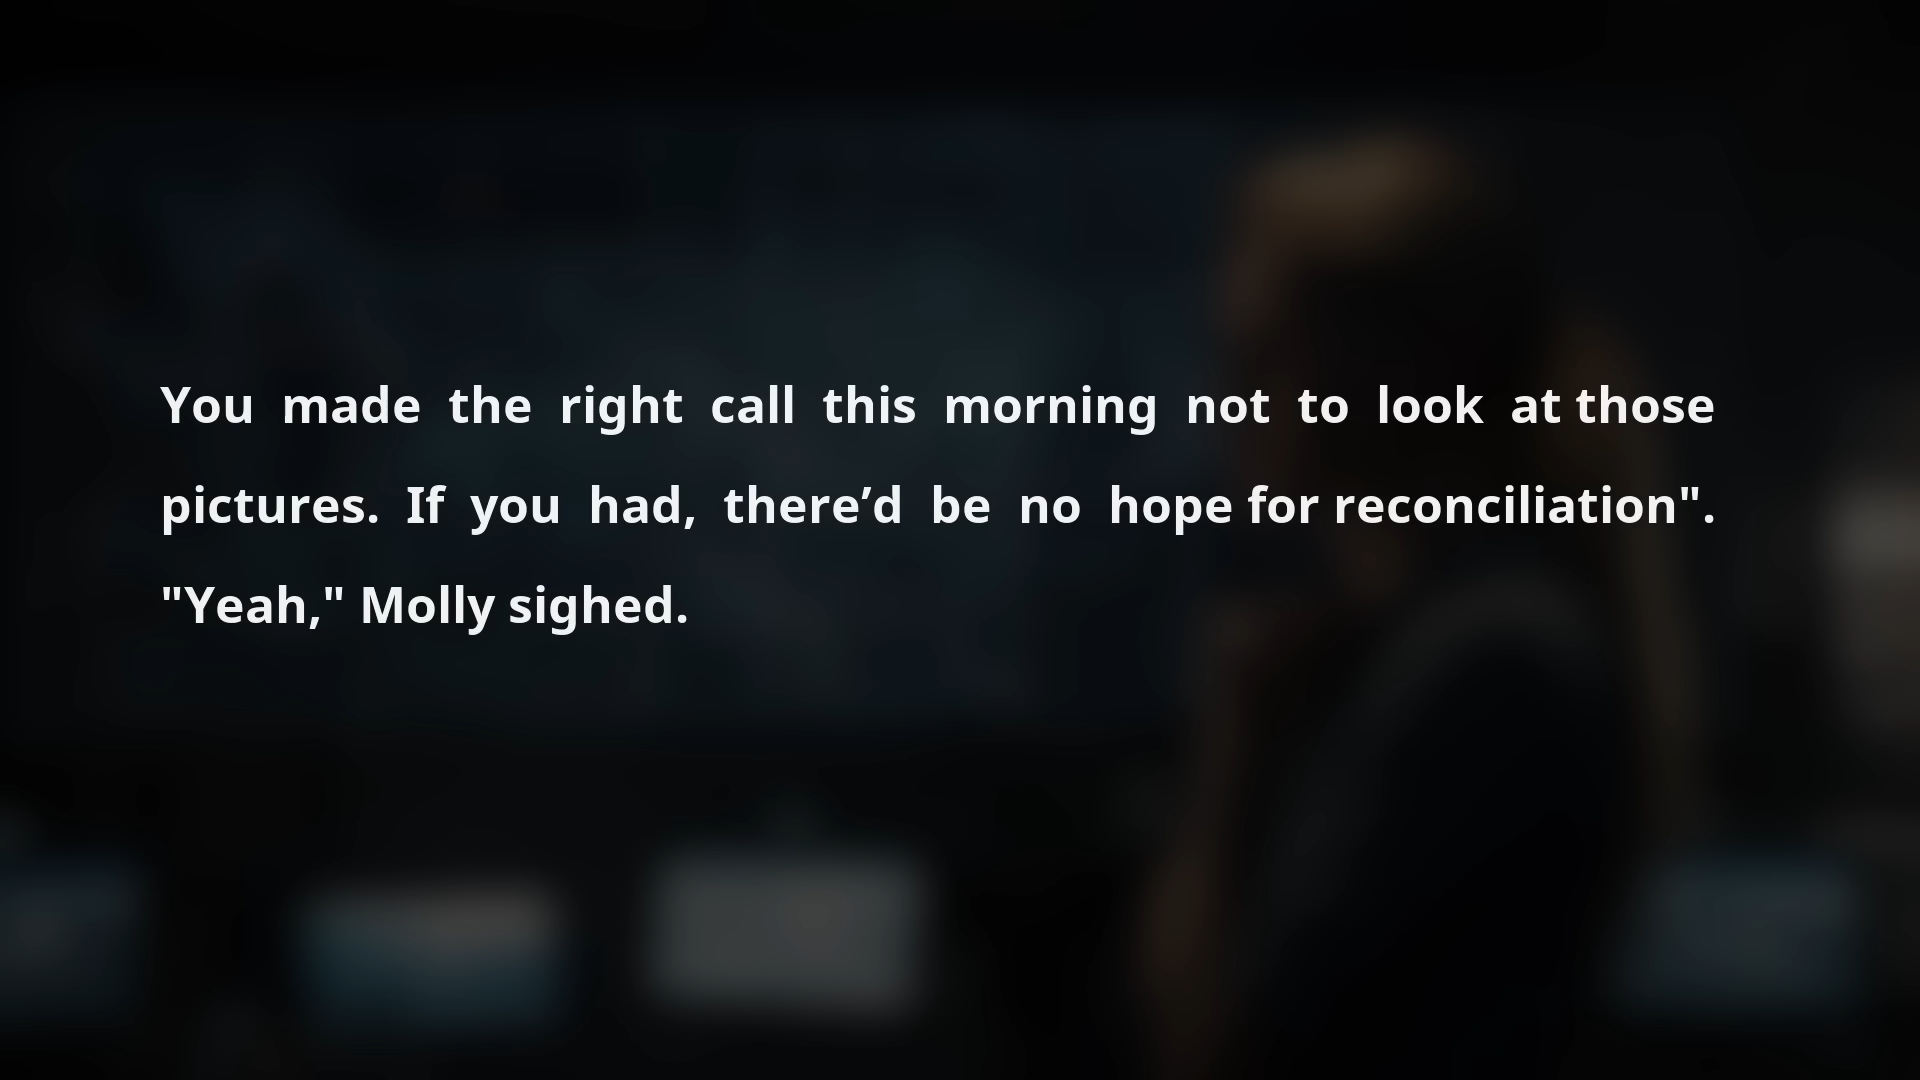 You made the right call this morning not to look at those
pictures. If you had, there’d be no hope for reconciliation".
"Yeah," Molly sighed.